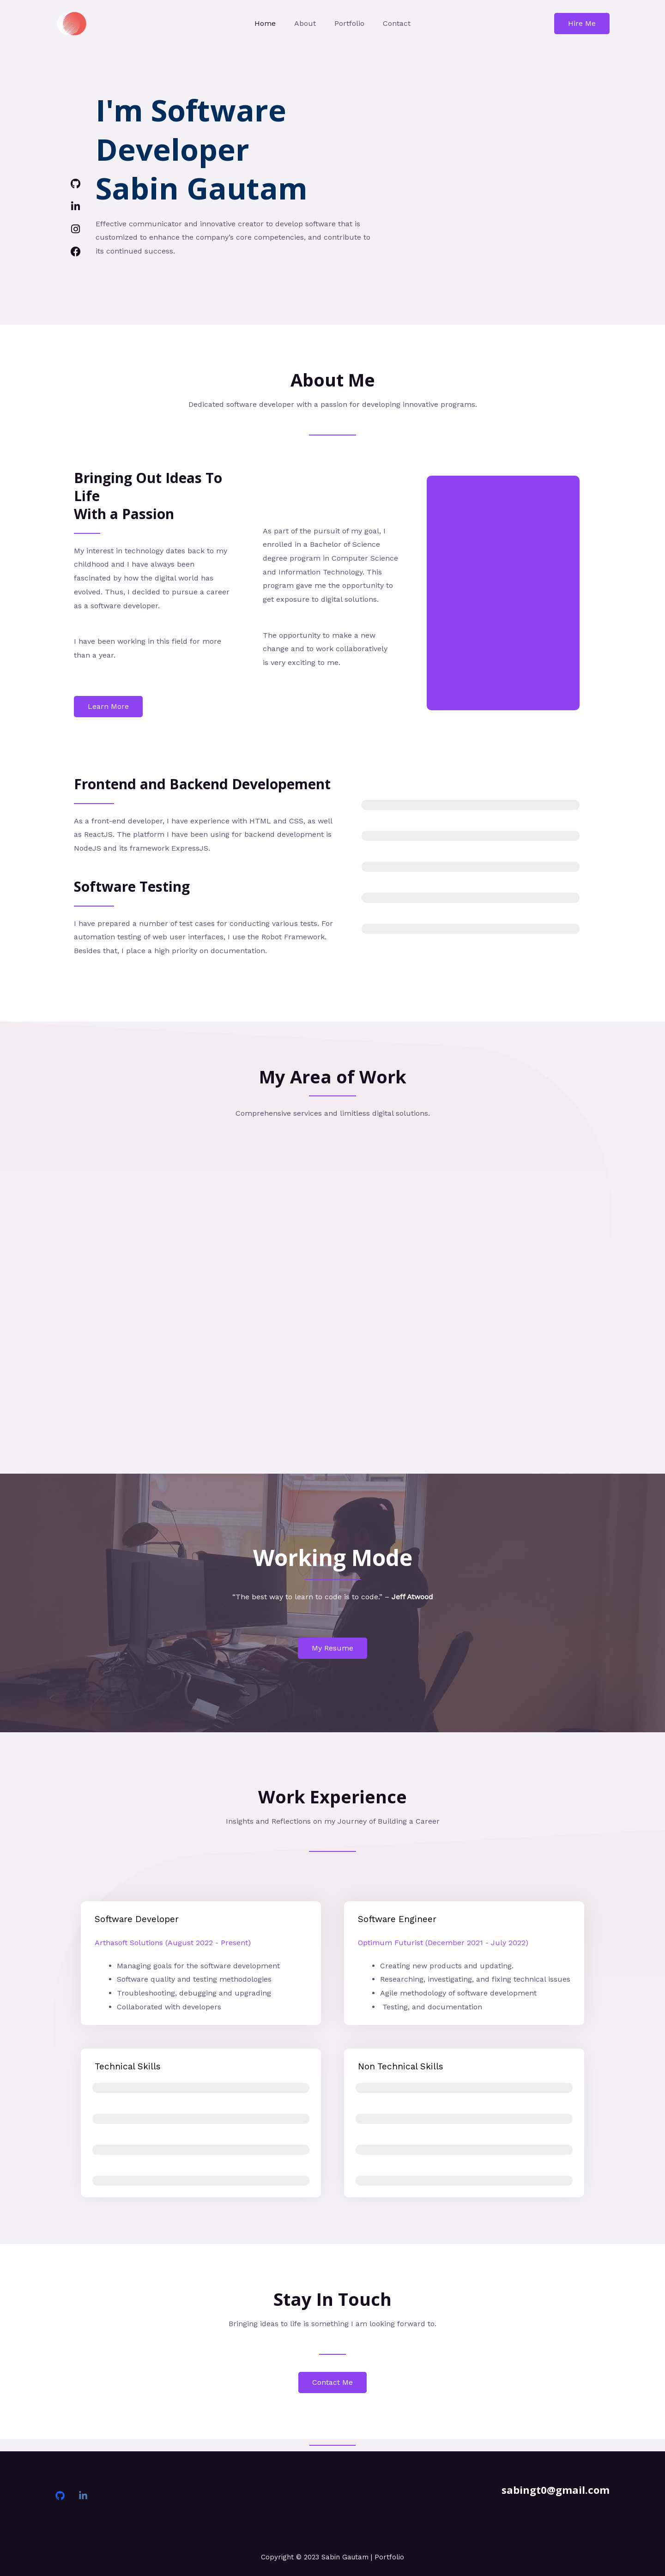 Home About Portfolio Contact
Hire Me
I'm Software
Developer
Sabin Gautam
Effective communicator and innovative creator to develop software that is
customized to enhance the company’s core competencies, and contribute to
its continued success.
About Me
Dedicated software developer with a passion for developing innovative programs.
Bringing Out Ideas To
Life
With a Passion
My interest in technology dates back to my
childhood and I have always been
fascinated by how the digital world has
evolved. Thus, I decided to pursue a career
as a software developer.
I have been working in this field for more
than a year.
Learn More
As part of the pursuit of my goal, I
enrolled in a Bachelor of Science
degree program in Computer Science
and Information Technology. This
program gave me the opportunity to
get exposure to digital solutions.
The opportunity to make a new
change and to work collaboratively
is very exciting to me.
Frontend and Backend Developement
As a front-end developer, I have experience with HTML and CSS, as well
as ReactJS. The platform I have been using for backend development is
NodeJS and its framework ExpressJS.
Software Testing
I have prepared a number of test cases for conducting various tests. For
automation testing of web user interfaces, I use the Robot Framework.
Besides that, I place a high priority on documentation.
My Area of Work
Comprehensive services and limitless digital solutions.
Working Mode
“The best way to learn to code is to code.” – Jeff Atwood
My Resume
Work Experience
Insights and Reflections on my Journey of Building a Career
Software Developer
Arthasoft Solutions (August 2022 - Present)
• Managing goals for the software development
• Software quality and testing methodologies
• Troubleshooting, debugging and upgrading
• Collaborated with developers
Software Engineer
Optimum Futurist (December 2021 - July 2022)
• Creating new products and updating.
• Researching, investigating, and fixing technical issues
• Agile methodology of software development
• Testing, and documentation
Technical Skills
Non Technical Skills
Stay In Touch
Bringing ideas to life is something I am looking forward to.
Contact Me
sabingt0@gmail.com
Copyright © 2023 Sabin Gautam | Portfolio